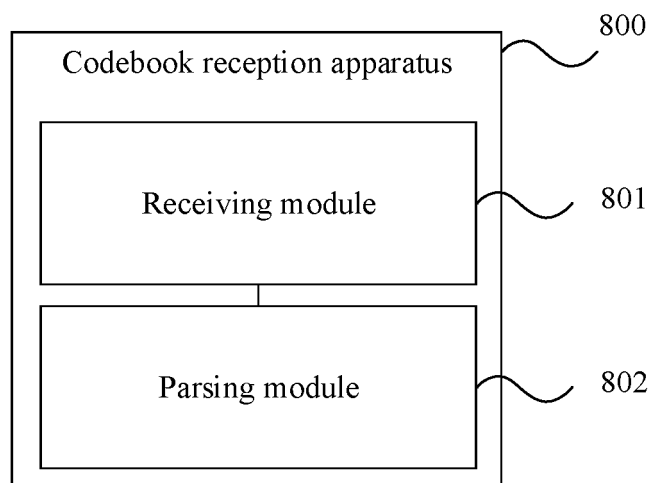 800
Codebook reception apparatus
Receiving module
801
Parsing module
802